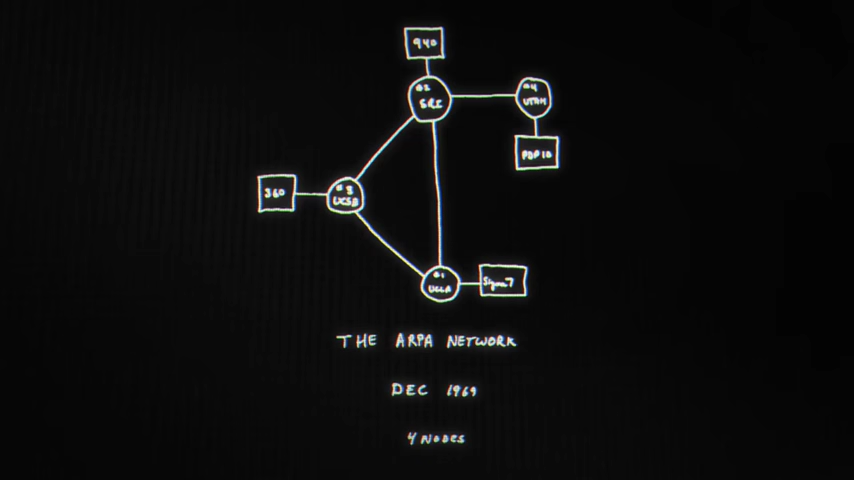 940
#2
SRI
#4
UTAH
PDP10
360
#3
UCSB
#1
UCLA
Sigma7
THE ARPA NETWORK
DEC 1969
4 NODES